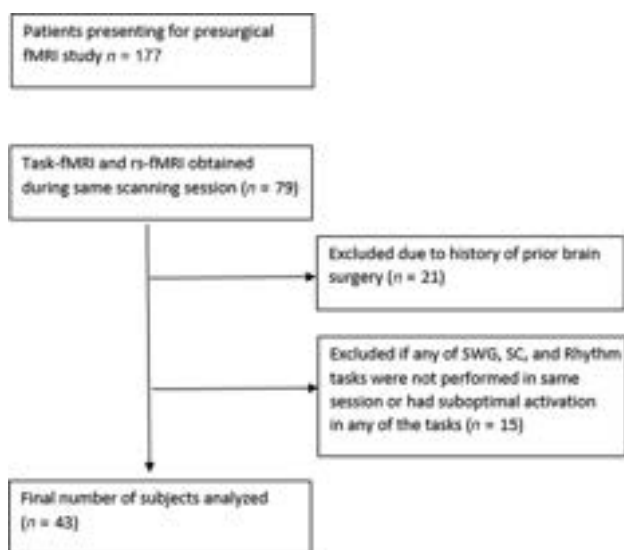 Patients presenting for presurgical
fMRI study n = 177
Task-fMRI and rs-fMRI obtained
during same scanning session (n = 79)
Excluded due to history of prior brain
surgery (n = 21)
Excluded if any of SWG, SC, and Rhythm
tasks were not performed in same
session or had suboptimal activation
in any of the tasks (n = 15)
Final number of subjects analyzed
(n = 43)